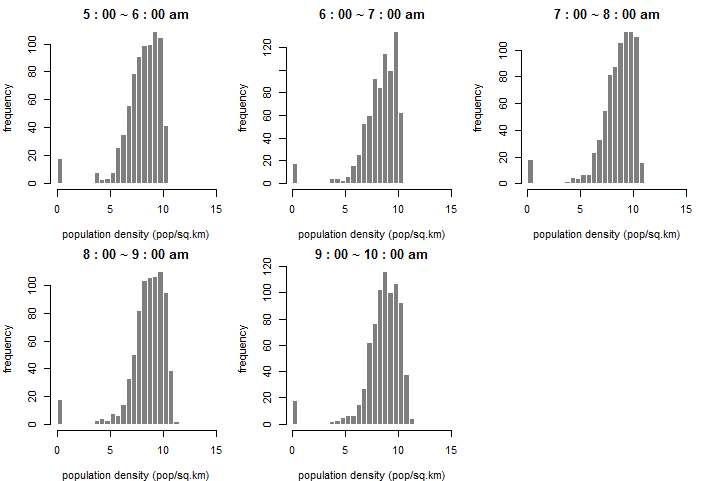 5 : 00 ~ 6 : 00 am
frequency
0 20 40 60 80 100
0 5 10 15
population density (pop/sq.km)
6 : 00 ~ 7 : 00 am
frequency
0 20 40 60 80 120
0 5 10 15
population density (pop/sq.km)
7 : 00 ~ 8 : 00 am
frequency
0 20 40 60 80 100
0 5 10 15
population density (pop/sq.km)
8 : 00 ~ 9 : 00 am
frequency
0 20 40 60 80 100
0 5 10 15
population density (pop/sq.km)
9 : 00 ~ 10 : 00 am
frequency
0 20 40 60 80 100 120
0 5 10 15
population density (pop/sq.km)